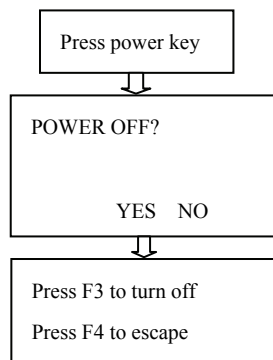 Press power key
POWER OFF?
YES NO
Press F3 to turn off
Press F4 to escape